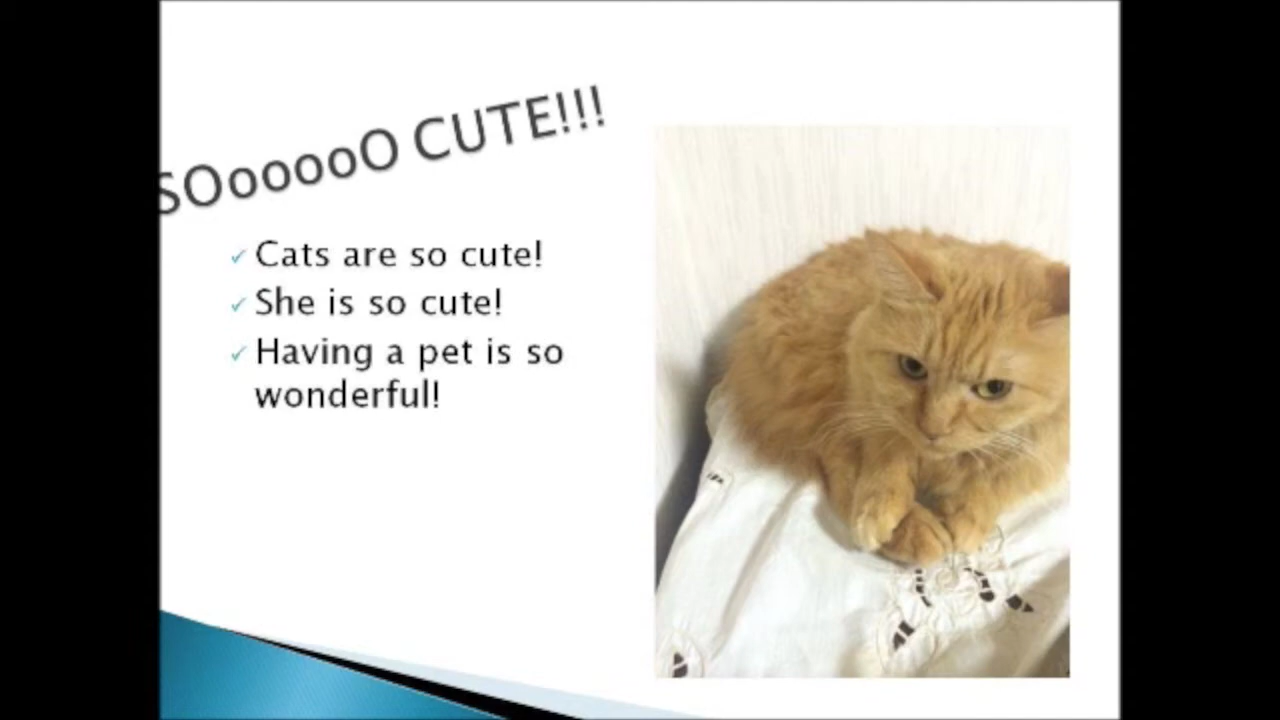 SOooooO CUTE!!!
Cats are so cute!
She is so cute!
Having a pet is so
wonderful!